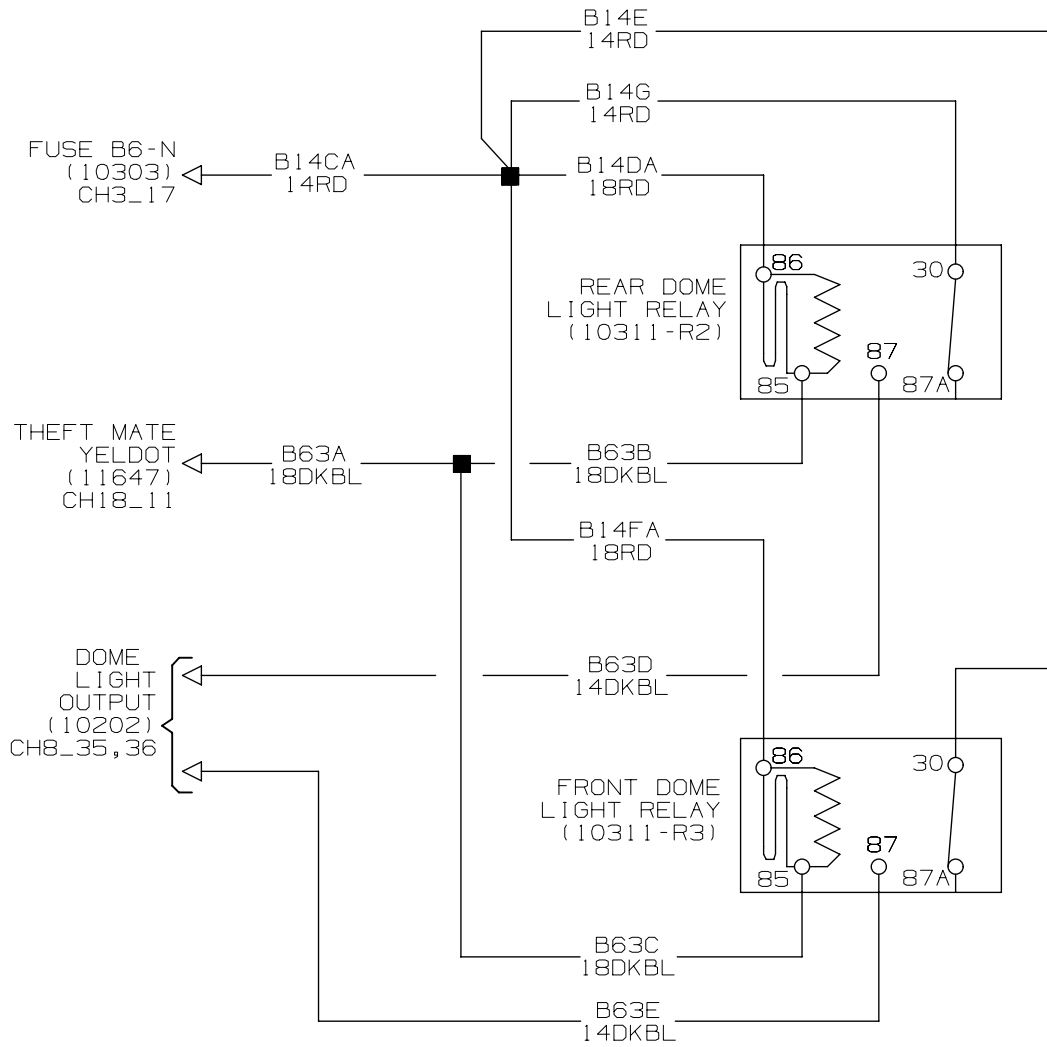 B14E
14RD
B14G
14RD
FUSE B6-N
(10303)
CH3_17
B14CA
14RD
B14DA
18RD
REAR DOME
LIGHT RELAY
(10311-R2)
86
30
85
87
87A
THEFT MATE
YELDOT
(11647)
CH18_11
B63A
18DKBL
B63B
18DKBL
B14FA
18RD
DOME
LIGHT
OUTPUT
(10202)
CH8_35,36
B63D
14DKBL
FRONT DOME
LIGHT RELAY
(10311-R3)
86
30
85
87
87A
B63C
18DKBL
B63E
14DKBL